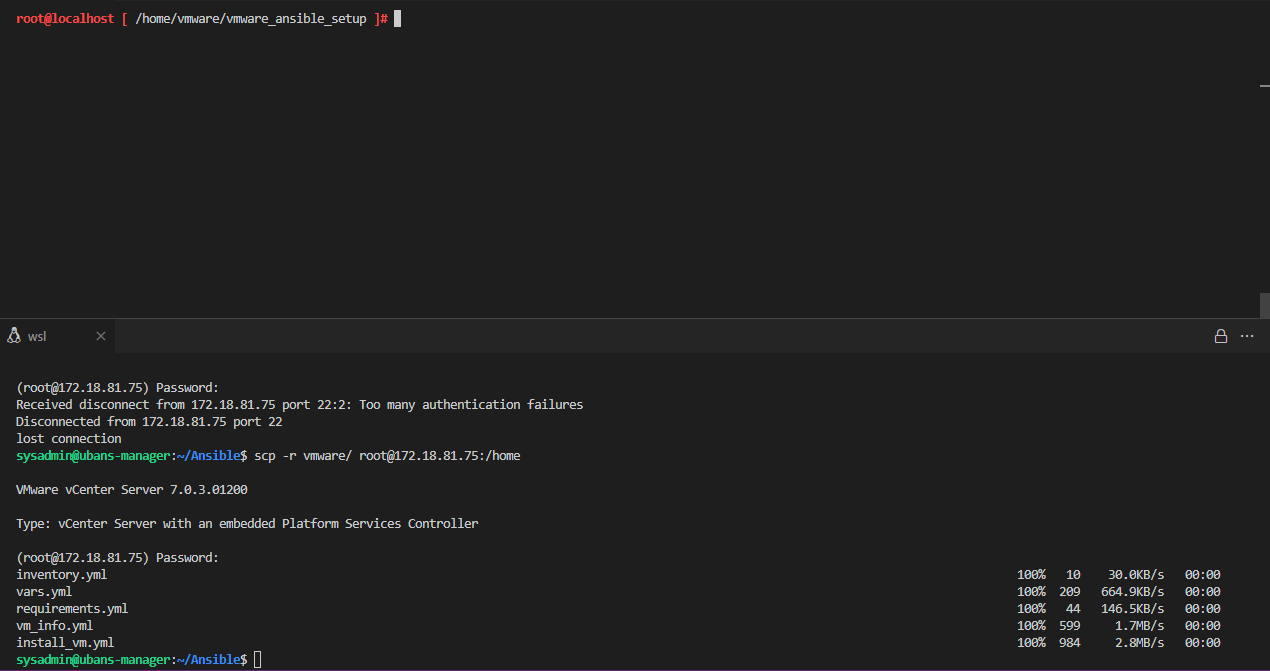 root@localhost [ /home/vmware/vmware_ansible_setup ]#
wsl
(root@172.18.81.75) Password:
Received disconnect from 172.18.81.75 port 22:2: Too many authentication failures
Disconnected from 172.18.81.75 port 22
lost connection
sysadmin@ubans-manager:~/Ansible$ scp -r vmware/ root@172.18.81.75:/home
VMware vCenter Server 7.0.3.01200
Type: vCenter Server with an embedded Platform Services Controller
(root@172.18.81.75) Password:
inventory.yml 100% 10 30.0KB/s 00:00
vars.yml 100% 209 664.9KB/s 00:00
requirements.yml 100% 44 146.5KB/s 00:00
vm_info.yml 100% 599 1.7MB/s 00:00
install_vm.yml 100% 984 2.8MB/s 00:00
sysadmin@ubans-manager:~/Ansible$